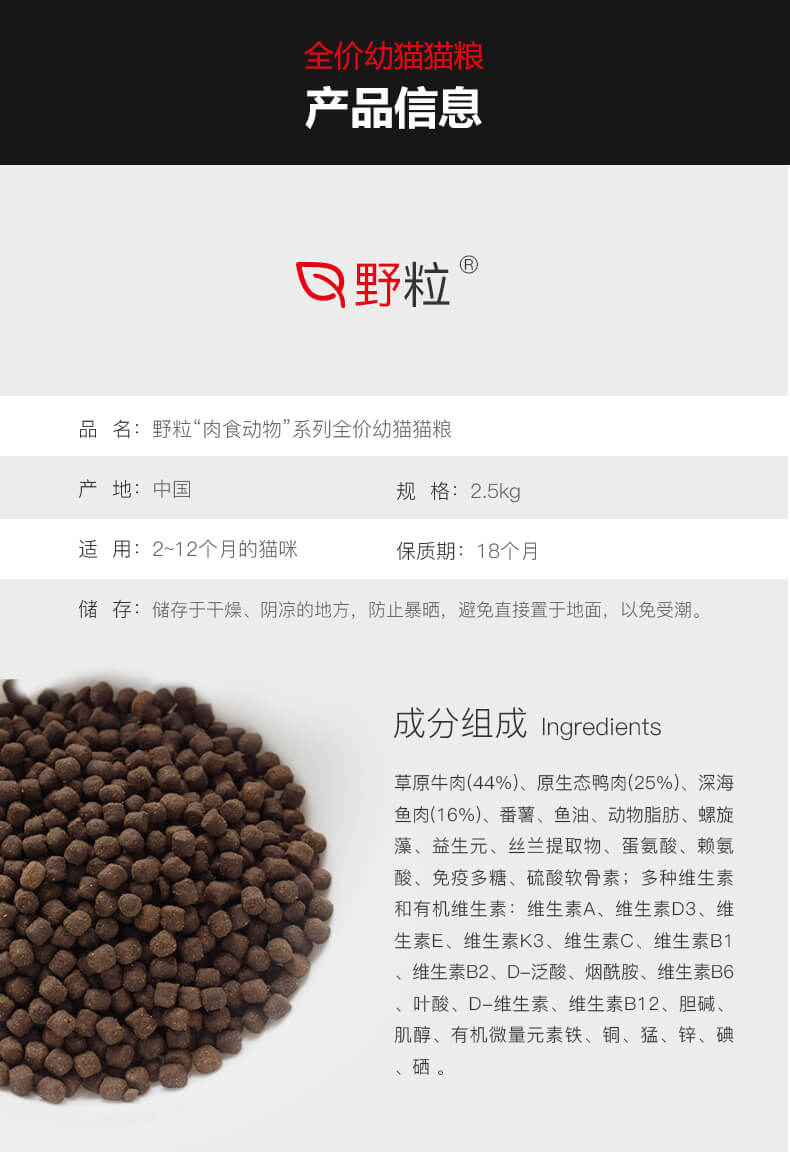 全价幼猫猫粮
产品信息
野粒®
品 名：野粒“肉食动物”系列全价幼猫猫粮
产 地：中国 规 格：2.5kg
适 用：2~12个月的猫咪 保质期：18个月
储 存：储存于干燥、阴凉的地方，防止暴晒，避免直接置于地面，以免受潮。
成分组成 Ingredients
草原牛肉(44%)、原生态鸭肉(25%)、深海
鱼肉(16%)、番薯、鱼油、动物脂肪、螺旋
藻、益生元、丝兰提取物、蛋氨酸、赖氨
酸、免疫多糖、硫酸软骨素；多种维生素
和有机维生素：维生素A、维生素D3、维
生素E、维生素K3、维生素C、维生素B1
、维生素B2、D-泛酸、烟酰胺、维生素B6
、叶酸、D-维生素、维生素B12、胆碱、
肌醇、有机微量元素铁、铜、猛、锌、碘
、硒 。